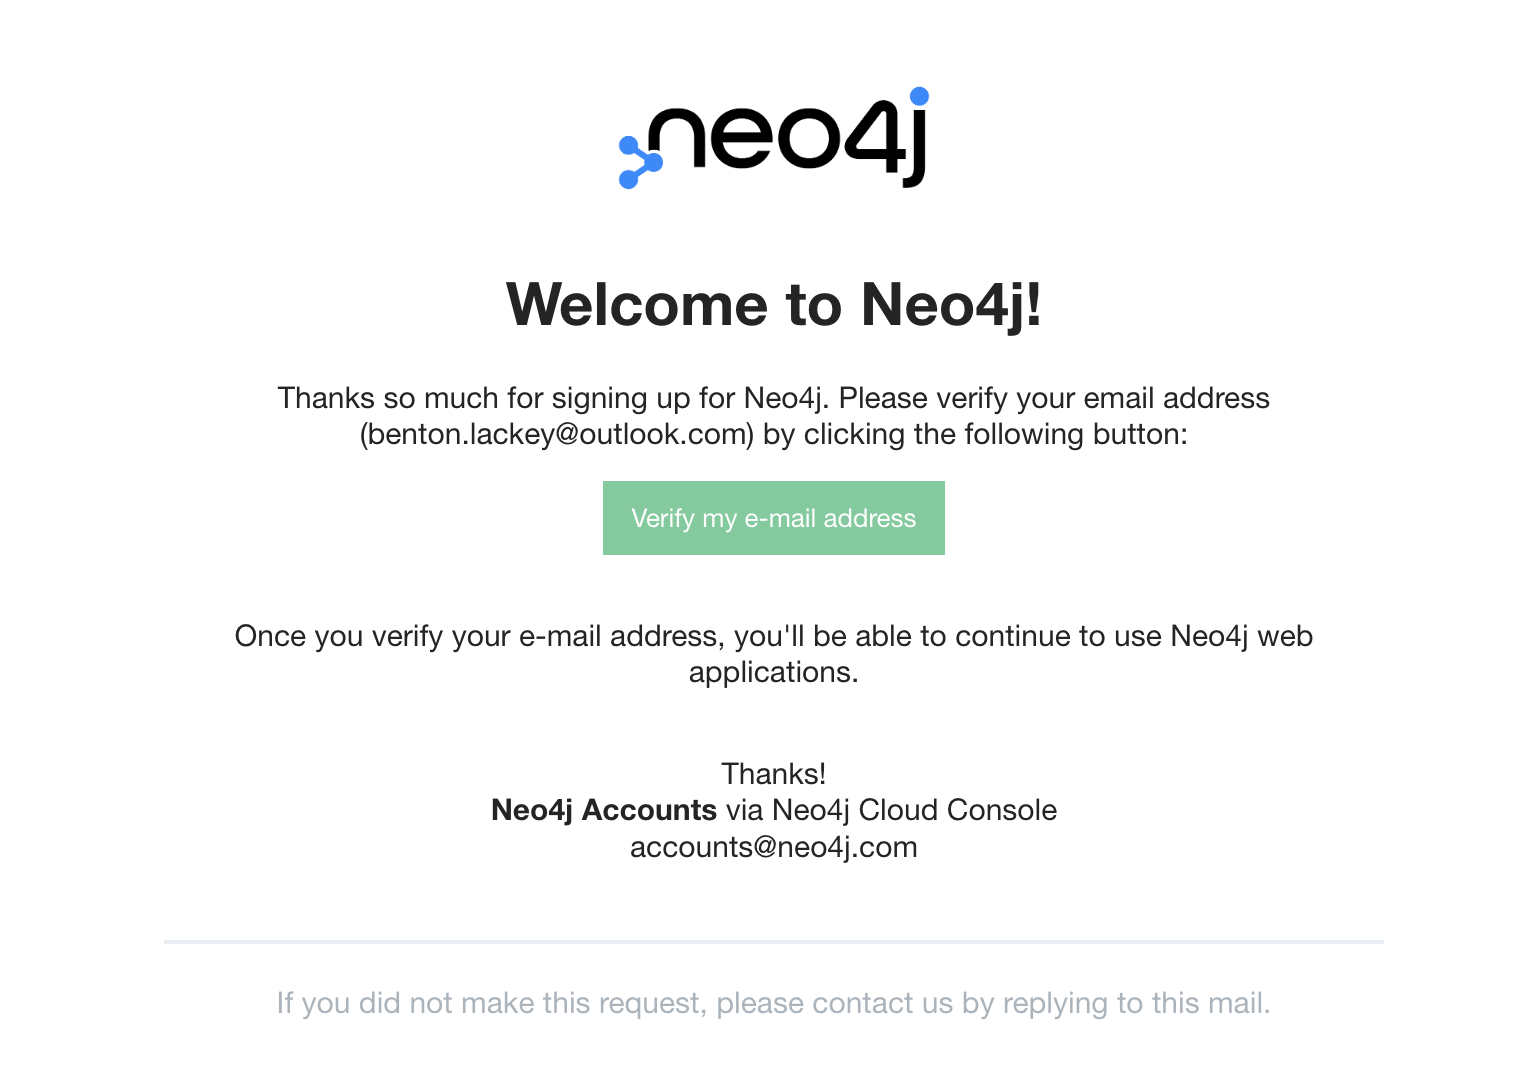 neo4j
Welcome to Neo4j!
Thanks so much for signing up for Neo4j. Please verify your email address
(benton.lackey@outlook.com) by clicking the following button:
Verify my e-mail address
Once you verify your e-mail address, you'll be able to continue to use Neo4j web
applications.
Thanks!
Neo4j Accounts via Neo4j Cloud Console
accounts@neo4j.com
If you did not make this request, please contact us by replying to this mail.